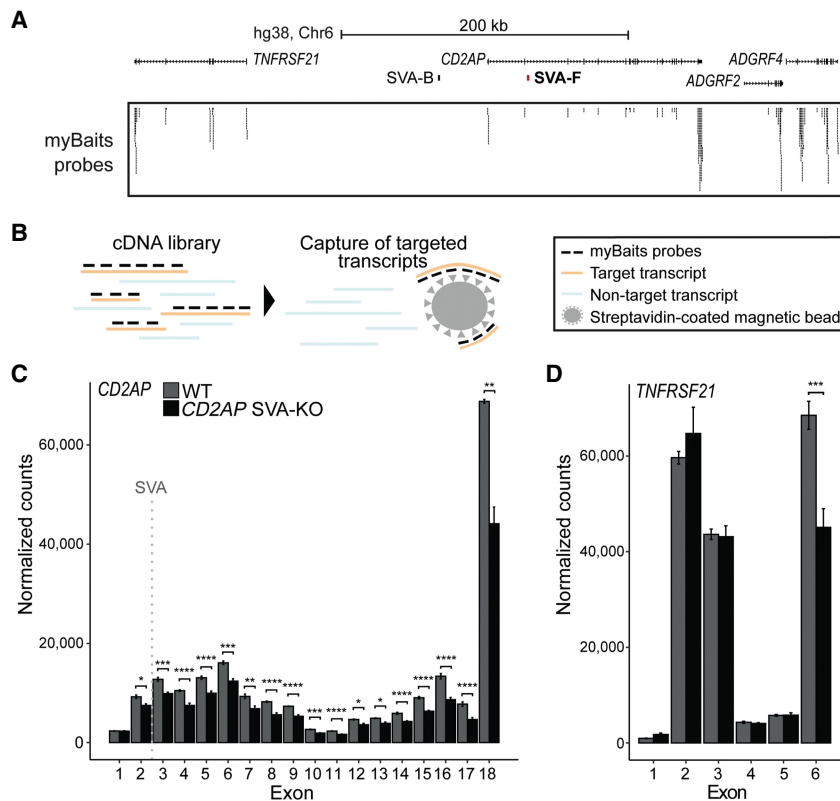 A
hg38, Chr6
200 kb
TNFRSF21
CD2AP
ADGRF4
SVA-B
SVA-F
ADGRF2
myBaits
probes
B
cDNA library
Capture of targeted
transcripts
myBaits probes
Target transcript
Non-target transcript
Streptavidin-coated magnetic bead
C
CD2AP
WT
CD2AP SVA-KO
SVA
Normalized counts
60,000
40,000
20,000
0
* *** **** **** *** ** **** **** *** **** * * **** **** **** **** **
1 2 3 4 5 6 7 8 9 10 11 12 13 14 15 16 17 18
Exon
D
TNFRSF21
Normalized counts
60,000
40,000
20,000
0
***
1 2 3 4 5 6
Exon